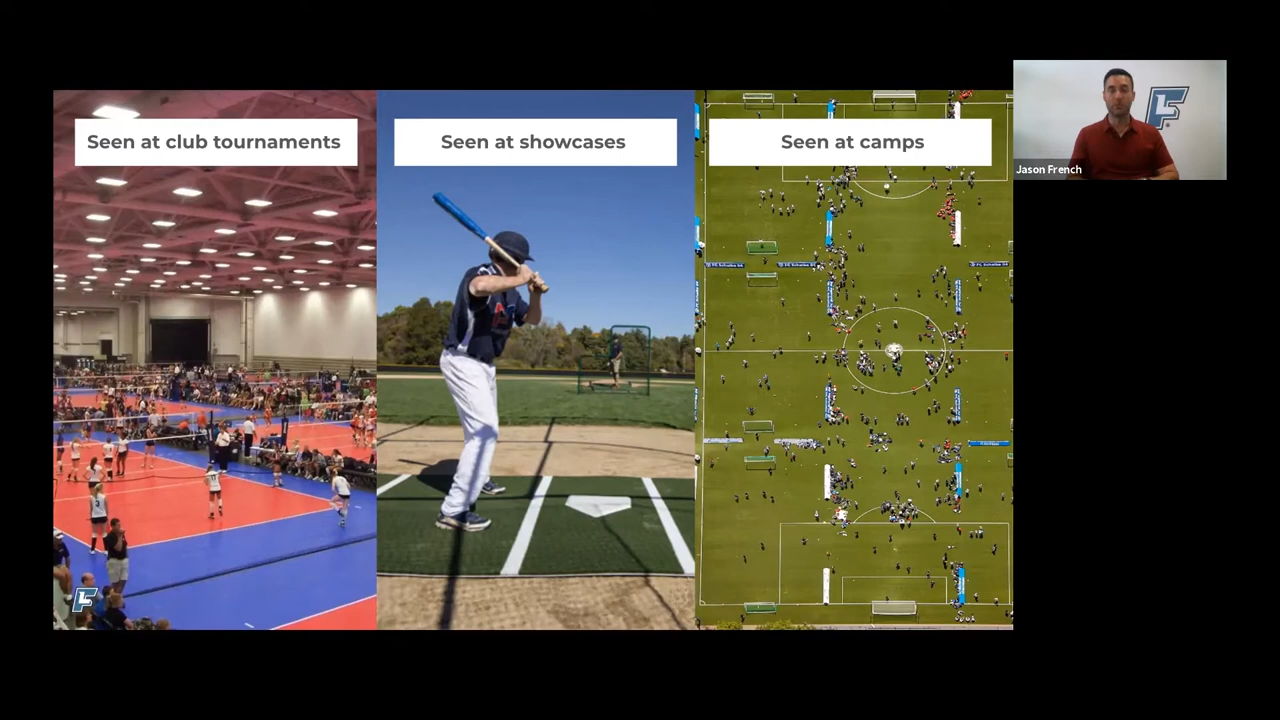 Seen at club tournaments
Seen at showcases
Seen at camps
Jason French